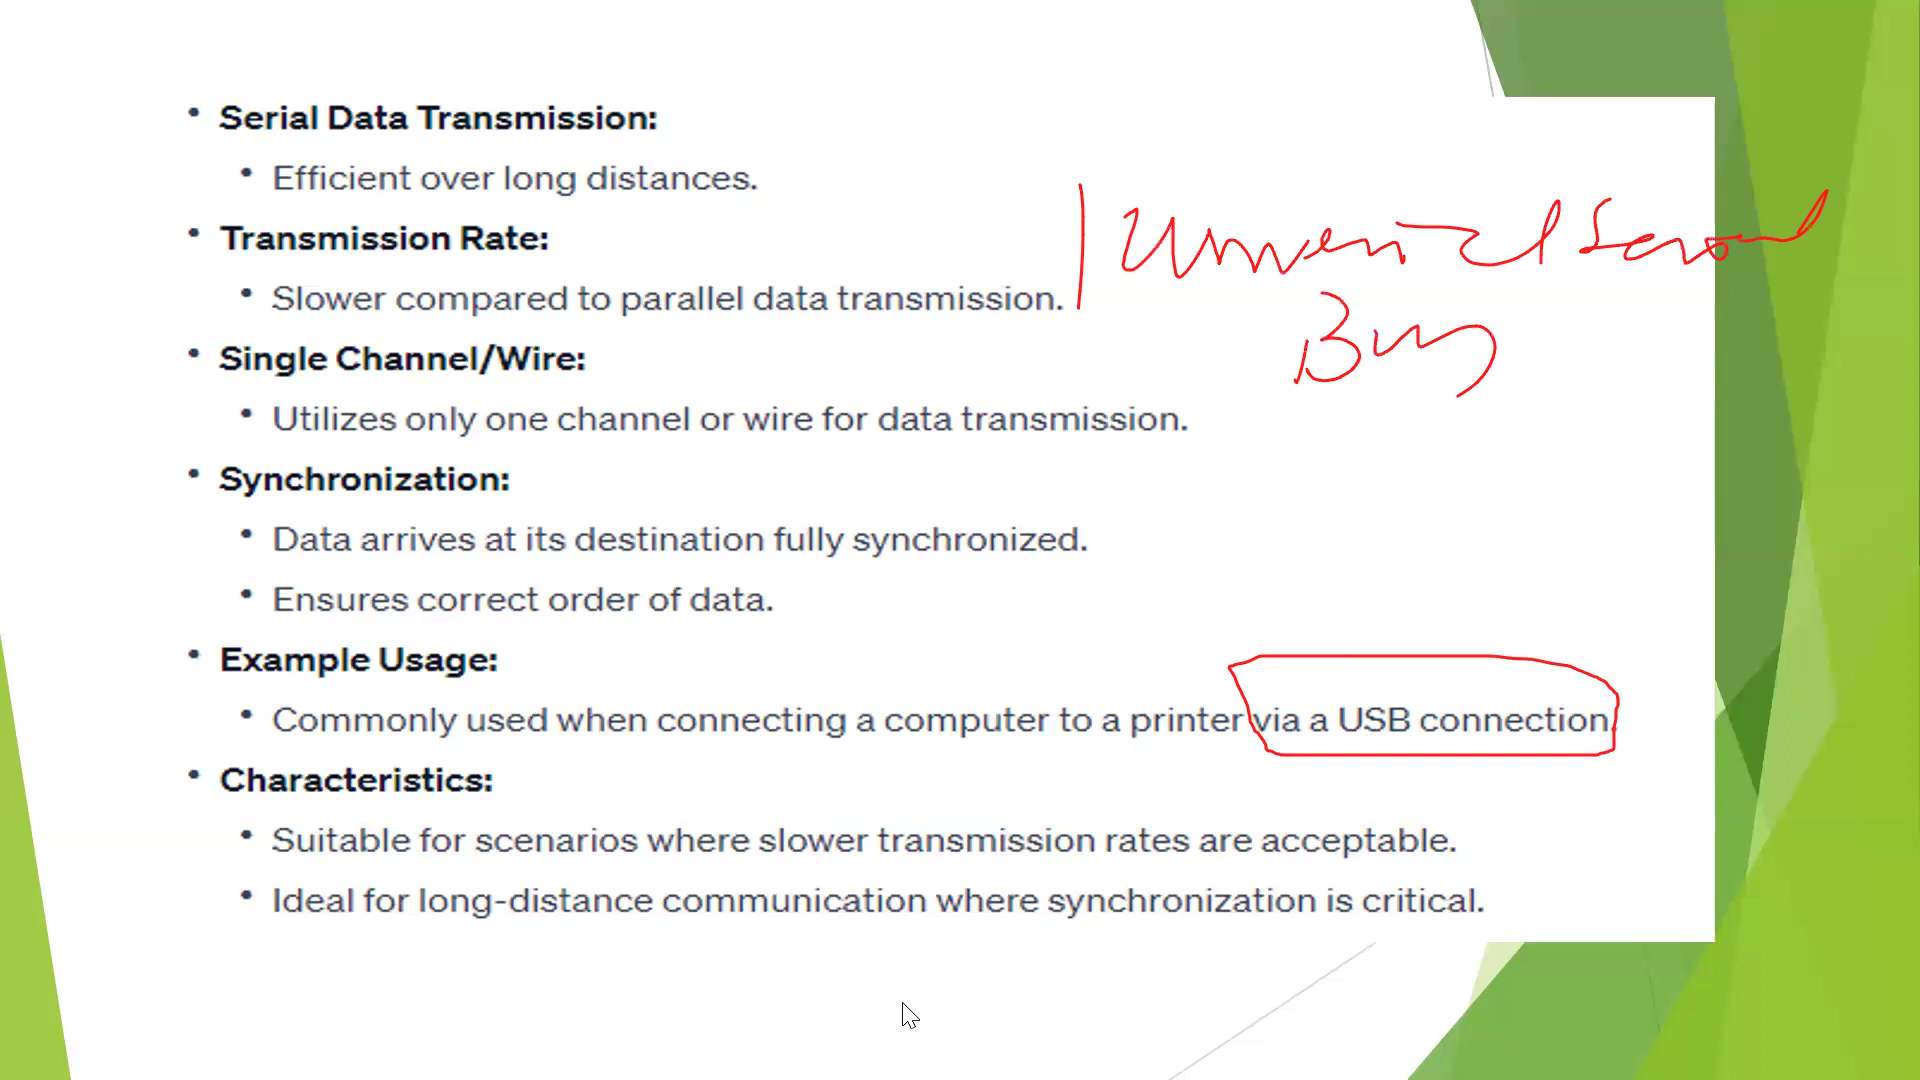 • Serial Data Transmission:
• Efficient over long distances.
• Transmission Rate:
• Slower compared to parallel data transmission.
Universal Serial
Bus
• Single Channel/Wire:
• Utilizes only one channel or wire for data transmission.
• Synchronization:
• Data arrives at its destination fully synchronized.
• Ensures correct order of data.
• Example Usage:
• Commonly used when connecting a computer to a printer via a USB connection.
• Characteristics:
• Suitable for scenarios where slower transmission rates are acceptable.
• Ideal for long-distance communication where synchronization is critical.